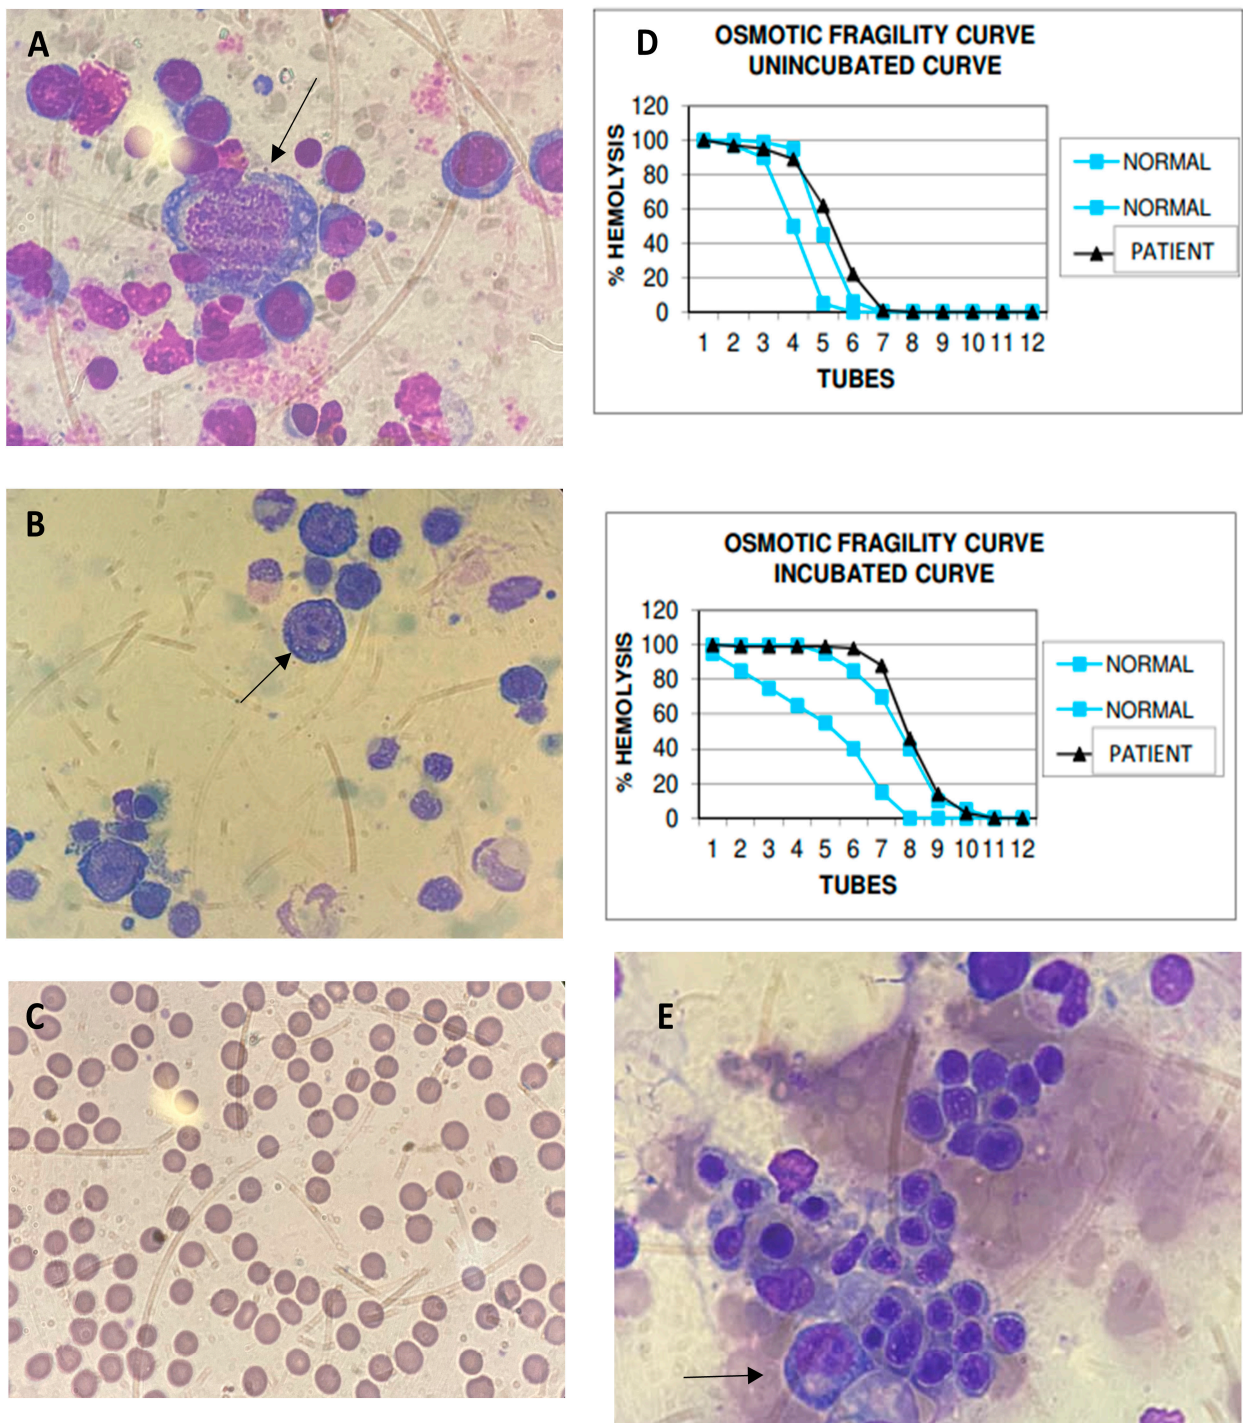 A
D
OSMOTIC FRAGILITY CURVE
UNINCUBATED CURVE
120
100
80
60
40
20
0
% HEMOLYSIS
1 2 3 4 5 6 7 8 9 10 11 12
TUBES
NORMAL
NORMAL
PATIENT
B
OSMOTIC FRAGILITY CURVE
INCUBATED CURVE
120
100
80
60
40
20
0
% HEMOLYSIS
1 2 3 4 5 6 7 8 9 10 11 12
TUBES
NORMAL
NORMAL
PATIENT
C
E